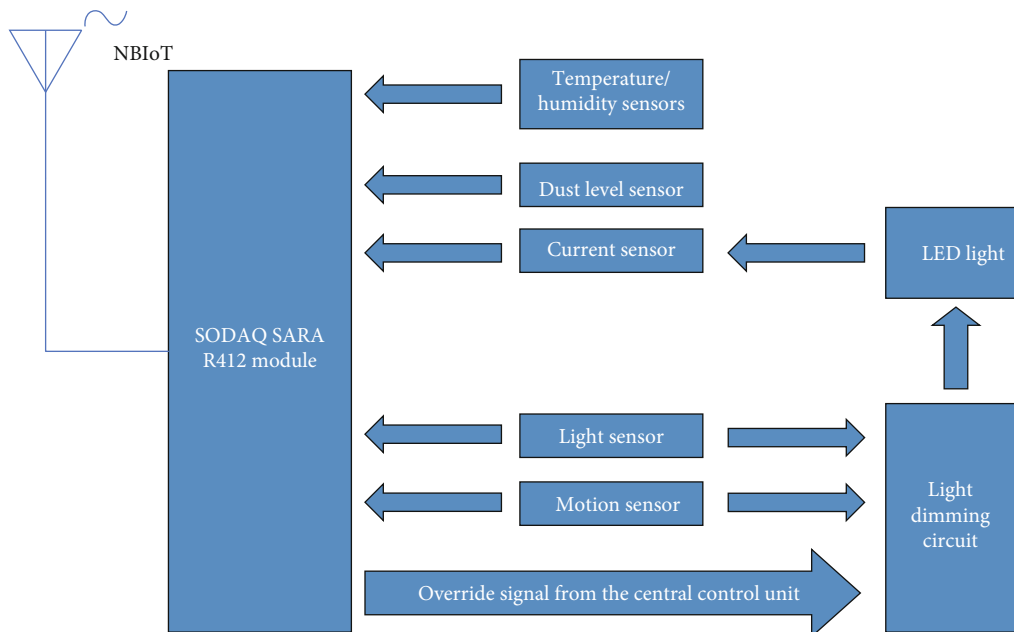 NBIoT
Temperature/
humidity sensors
Dust level sensor
Current sensor
LED light
SODAQ SARA
R412 module
Light sensor
Motion sensor
Light
dimming
circuit
Override signal from the central control unit